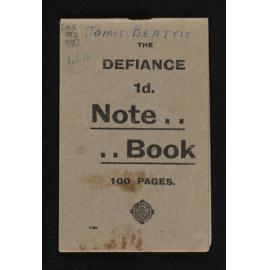 JAMES BEATTIE
THE
DEFIANCE
1d.
Note ..
.. Book
100 PAGES.